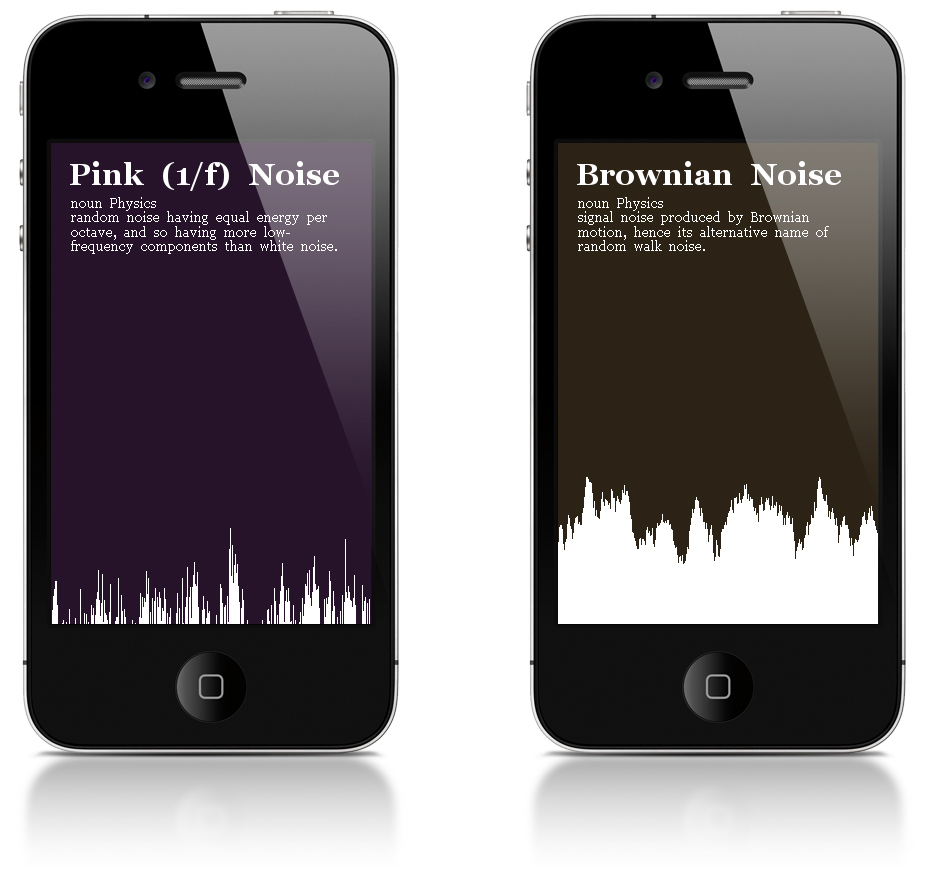 Pink (1/f) Noise
noun Physics
random noise having equal energy per
octave, and so having more low-
frequency components than white noise.
Brownian Noise
noun Physics
signal noise produced by Brownian
motion, hence its alternative name of
random walk noise.